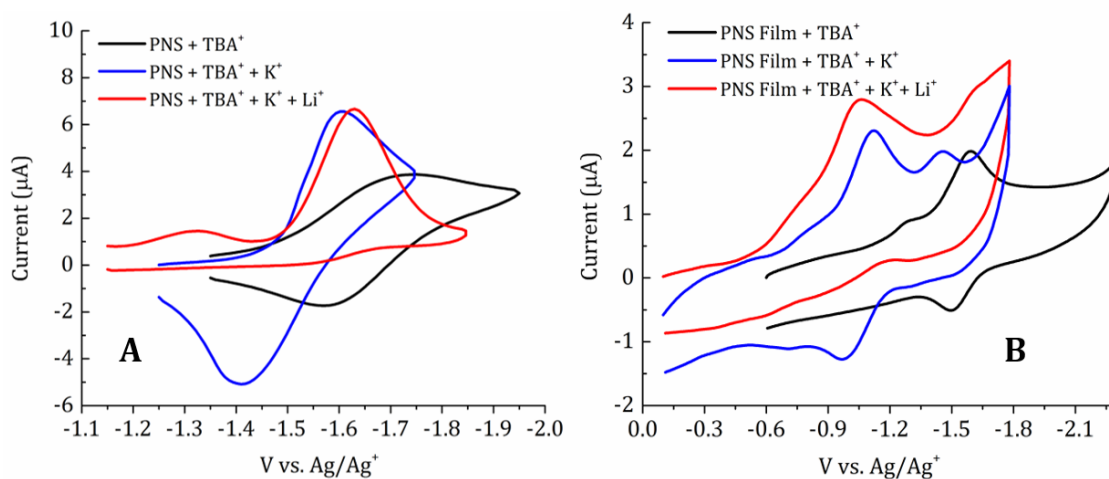 10
8
6
4
2
0
-2
-4
-6
Current (µA)
PNS + TBA⁺
PNS + TBA⁺ + K⁺
PNS + TBA⁺ + K⁺ + Li⁺
A
-1.1 -1.2 -1.3 -1.4 -1.5 -1.6 -1.7 -1.8 -1.9 -2.0
V vs. Ag/Ag⁺
4
3
2
1
0
-1
-2
Current (µA)
PNS Film + TBA⁺
PNS Film + TBA⁺ + K⁺
PNS Film + TBA⁺ + K⁺ + Li⁺
B
0.0 -0.3 -0.6 -0.9 -1.2 -1.5 -1.8 -2.1
V vs. Ag/Ag⁺